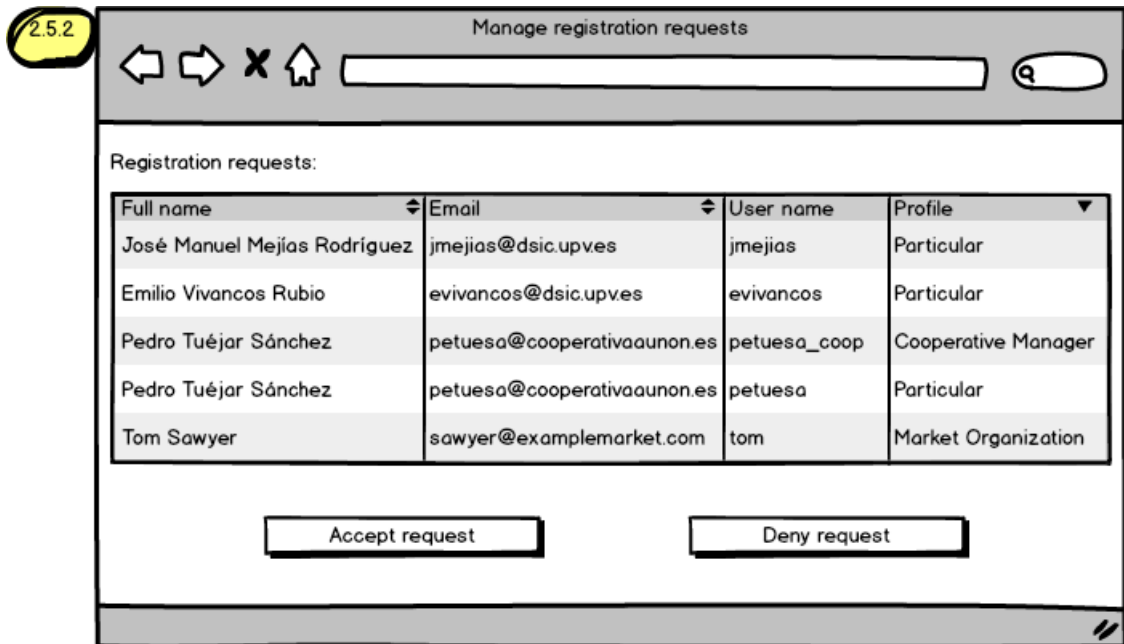 2.5.2
Manage registration requests
Registration requests:
Full name Email User name Profile
José Manuel Mejías Rodríguez jmejias@dsic.upv.es jmejias Particular
Emilio Vivancos Rubio evivancos@dsic.upv.es evivancos Particular
Pedro Tuéjar Sánchez petuesa@cooperativaaunon.es petuesa_coop Cooperative Manager
Pedro Tuéjar Sánchez petuesa@cooperativaaunon.es petuesa Particular
Tom Sawyer sawyer@examplemarket.com tom Market Organization
Accept request Deny request